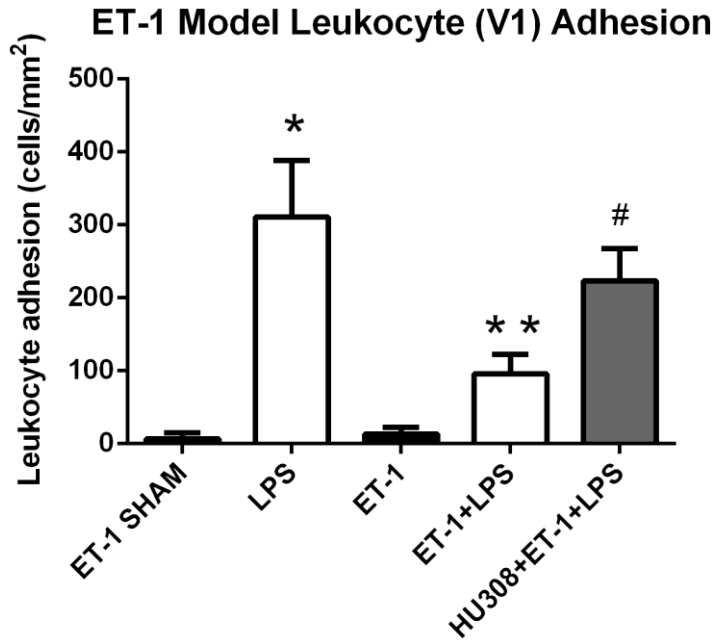 ET-1 Model Leukocyte (V1) Adhesion
Leukocyte adhesion (cells/mm²)
500
400
300
200
100
0
*
* *
#
ET-1 SHAM
LPS
ET-1
ET-1+LPS
HU308+ET-1+LPS